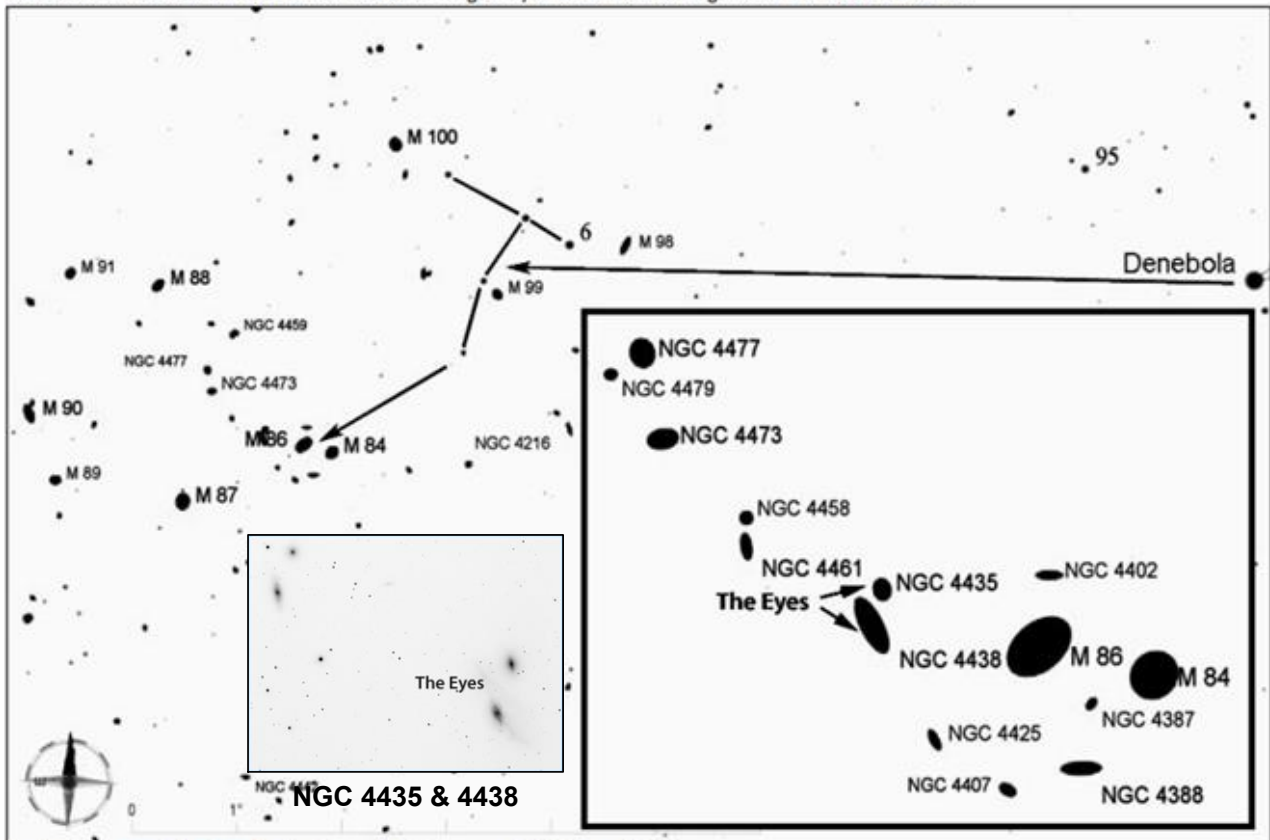 M 100
95
6
M 98
Denebola
M 91
M 88
M 99
NGC 4459
NGC 4477
NGC 4473
M 90
M 86
M 84
NGC 4216
M 89
M 87
NGC 4477
NGC 4479
NGC 4473
NGC 4458
NGC 4461
NGC 4435
NGC 4402
The Eyes
NGC 4438
M 86
M 84
NGC 4387
NGC 4425
NGC 4407
NGC 4388
The Eyes
NGC
NGC 4435 & 4438
0
1°